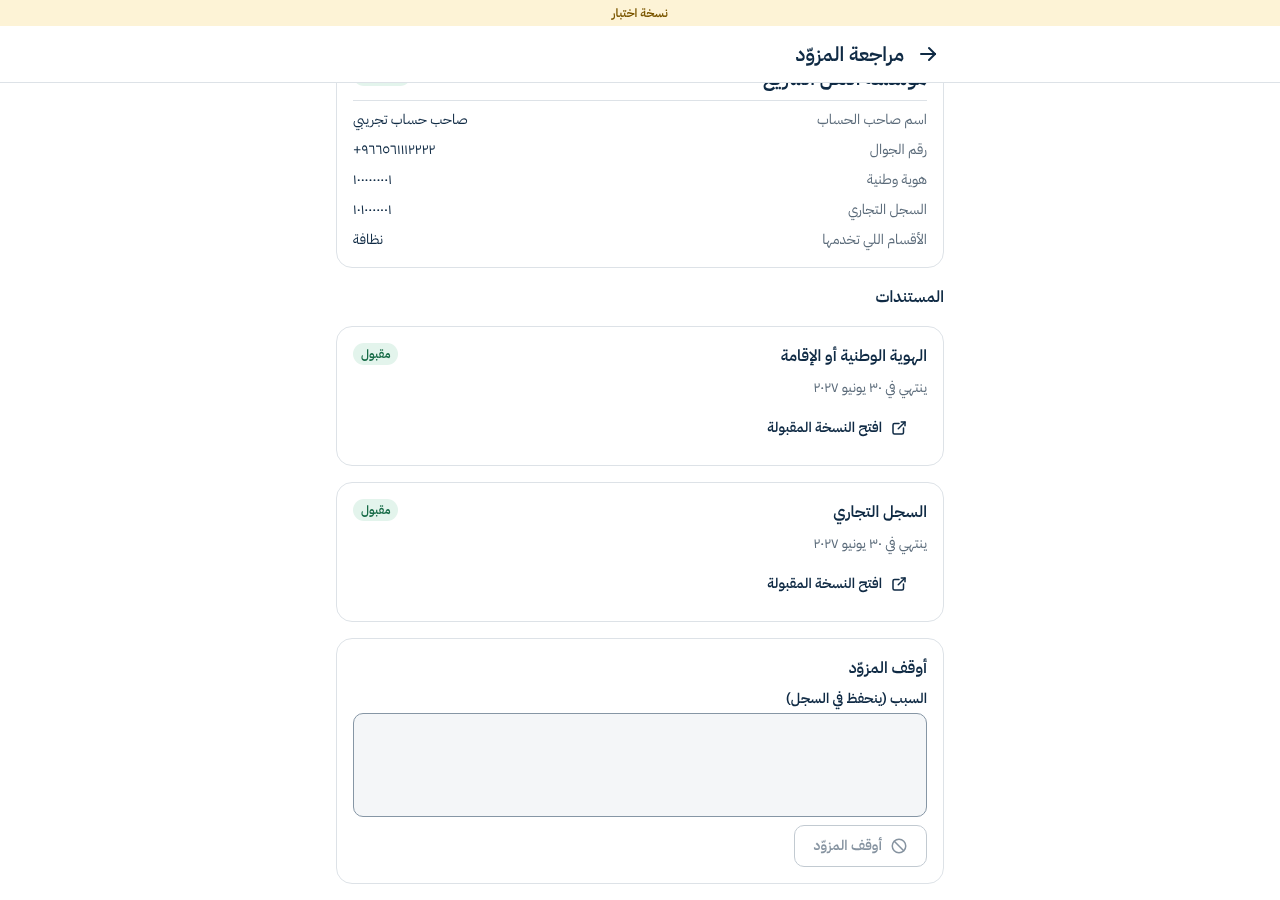 نسخة اختبار
مراجعة المزوّد
اسم صاحب الحساب صاحب حساب تجريبي
رقم الجوال +٩٦٦٥٦١١١٢٢٢٢
هوية وطنية ١٠٠٠٠٠٠٠٠١
السجل التجاري ١٠١٠٠٠٠٠٠١
الأقسام اللي تخدمها نظافة
المستندات
الهوية الوطنية أو الإقامة مقبول
ينتهي في ٣٠ يونيو ٢٠٢٧
افتح النسخة المقبولة
السجل التجاري مقبول
ينتهي في ٣٠ يونيو ٢٠٢٧
افتح النسخة المقبولة
أوقف المزوّد
السبب (ينحفظ في السجل)
أوقف المزوّد